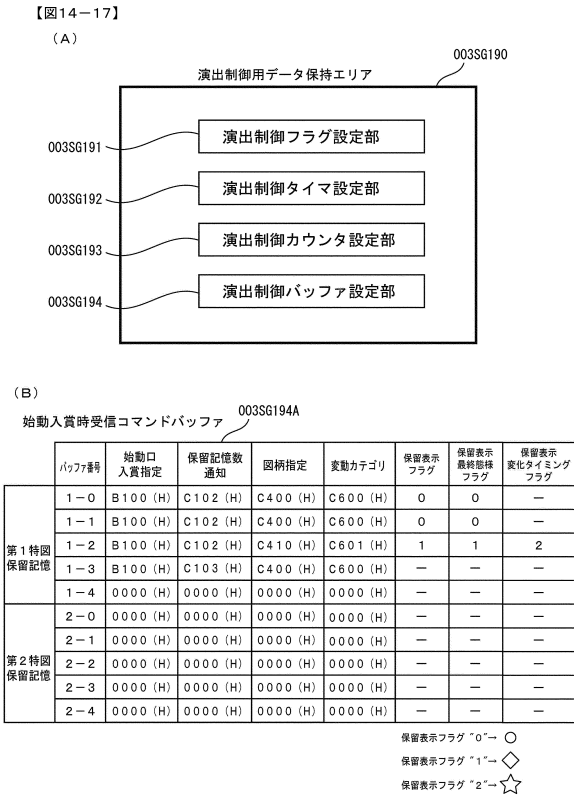 【図14－17】
（A）
演出制御用データ保持エリア
003SG190
演出制御フラグ設定部
003SG191
演出制御タイマ設定部
003SG192
演出制御カウンタ設定部
003SG193
演出制御バッファ設定部
003SG194
（B）
始動入賞時受信コマンドバッファ
003SG194A
バッファ番号 始動口入賞指定 保留記憶数通知 図柄指定 変動カテゴリ 保留表示フラグ 保留表示最終態様フラグ 保留表示変化タイミングフラグ
第1特図保留記憶
1－0 B100（H） C102（H） C400（H） C600（H） 0 0 －
1－1 B100（H） C102（H） C400（H） C600（H） 0 0 －
1－2 B100（H） C102（H） C410（H） C601（H） 1 1 2
1－3 B100（H） C103（H） C400（H） C600（H） － － －
1－4 0000（H） 0000（H） 0000（H） 0000（H） － － －
第2特図保留記憶
2－0 0000（H） 0000（H） 0000（H） 0000（H） － － －
2－1 0000（H） 0000（H） 0000（H） 0000（H） － － －
2－2 0000（H） 0000（H） 0000（H） 0000（H） － － －
2－3 0000（H） 0000（H） 0000（H） 0000（H） － － －
2－4 0000（H） 0000（H） 0000（H） 0000（H） － － －
保留表示フラグ "0"→ ○
保留表示フラグ "1"→ ◇
保留表示フラグ "2"→ ☆